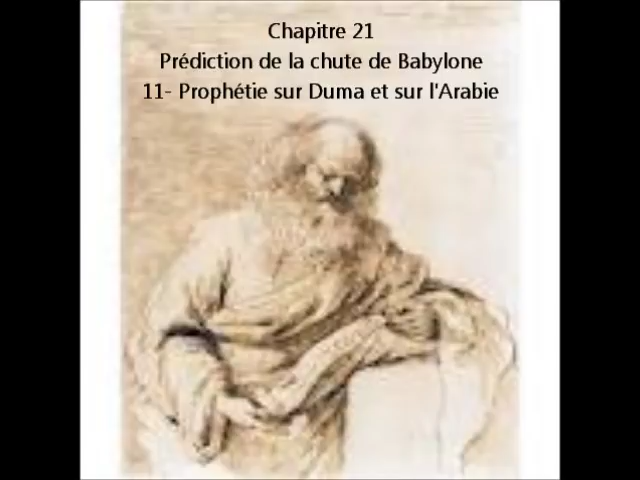 Chapitre 21
Prédiction de la chute de Babylone
11- Prophétie sur Duma et sur l'Arabie